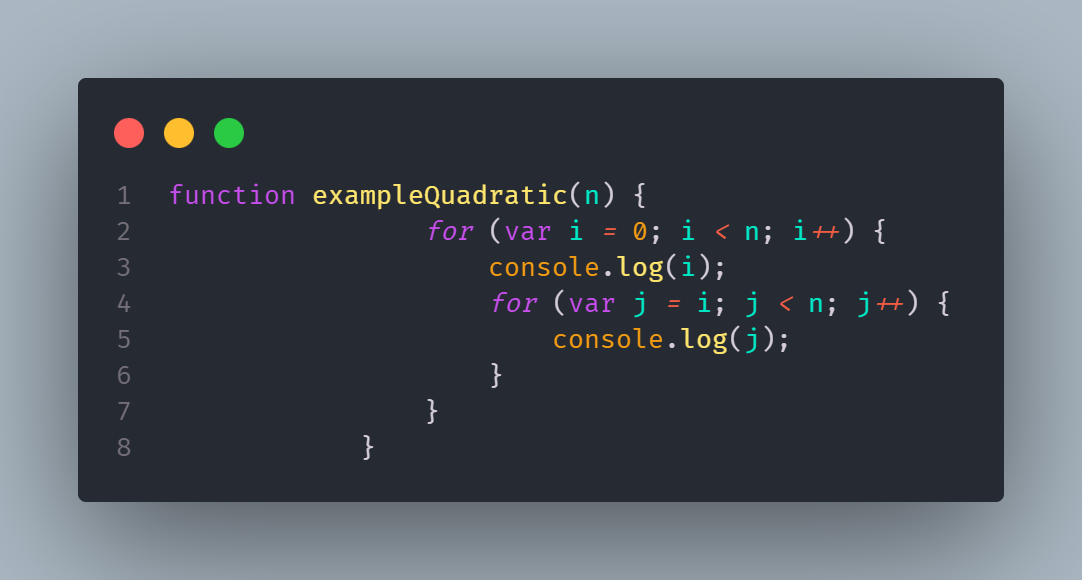 1 function exampleQuadratic(n) {
2 for (var i = 0; i < n; i++) {
3 console.log(i);
4 for (var j = i; j < n; j++) {
5 console.log(j);
6 }
7 }
8 }